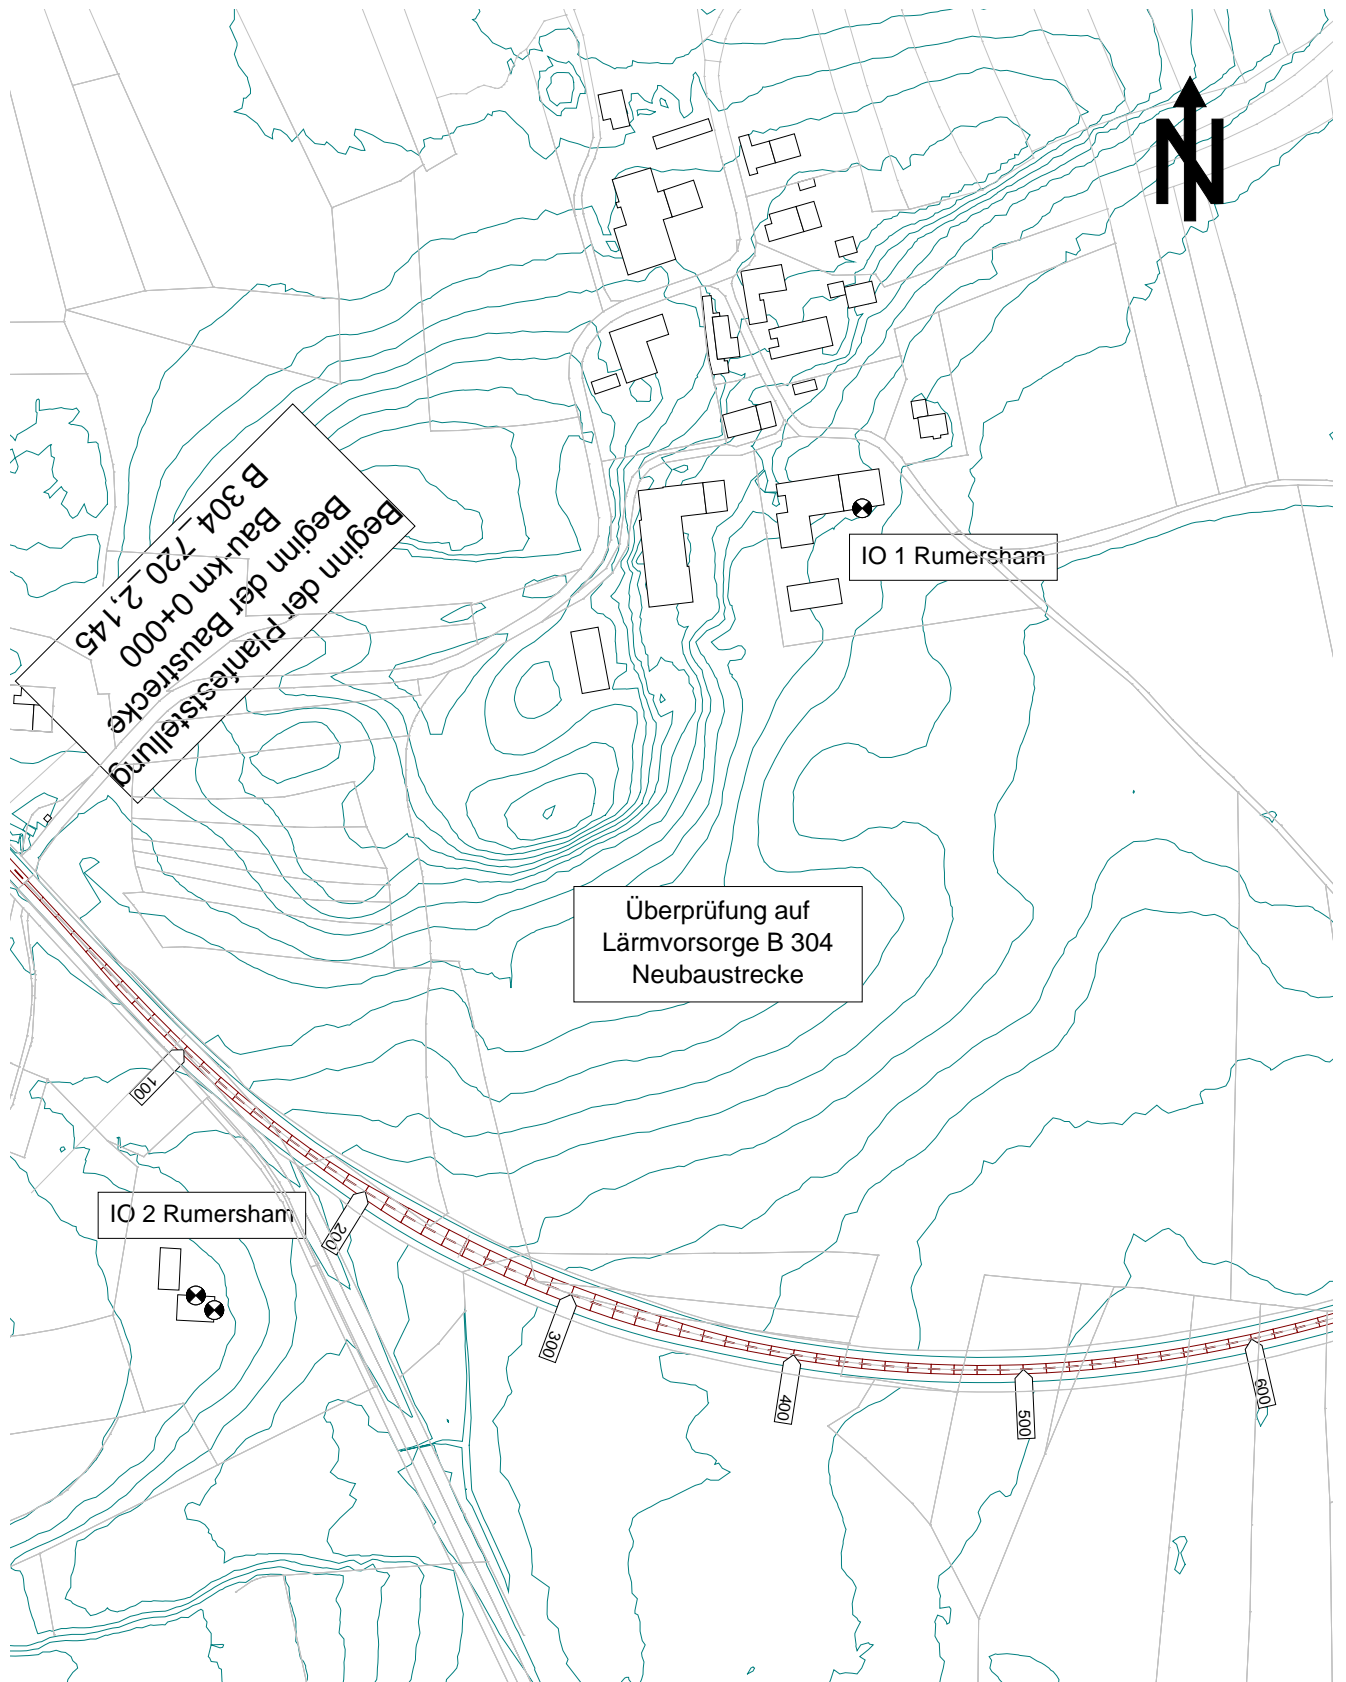 N
Beginn der Planfeststellung
Beginn der Baustrecke
Bau-km 0+000
B 304_720_2,145
IO 1 Rumersham
Überprüfung auf
Lärmvorsorge B 304
Neubaustrecke
100
IO 2 Rumersham
200
300
400
500
600